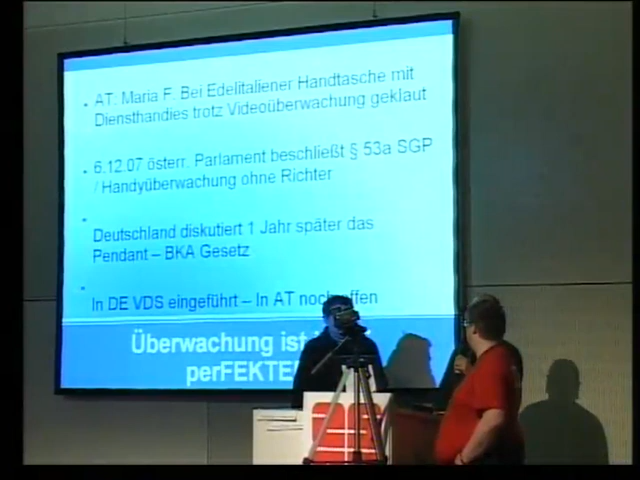 AT. Maria F. Bei Edelitaliener Handtasche mit
Diensthandies trotz Videoüberwachung geklaut
6.12.07 österr. Parlament beschließt § 53a SGP
/ Handyüberwachung ohne Richter
Deutschland diskutiert 1 Jahr später das
Pendant – BKA Gesetz
In DE VDS eingeführt – In AT noch offen
Überwachung ist
perFEKTE